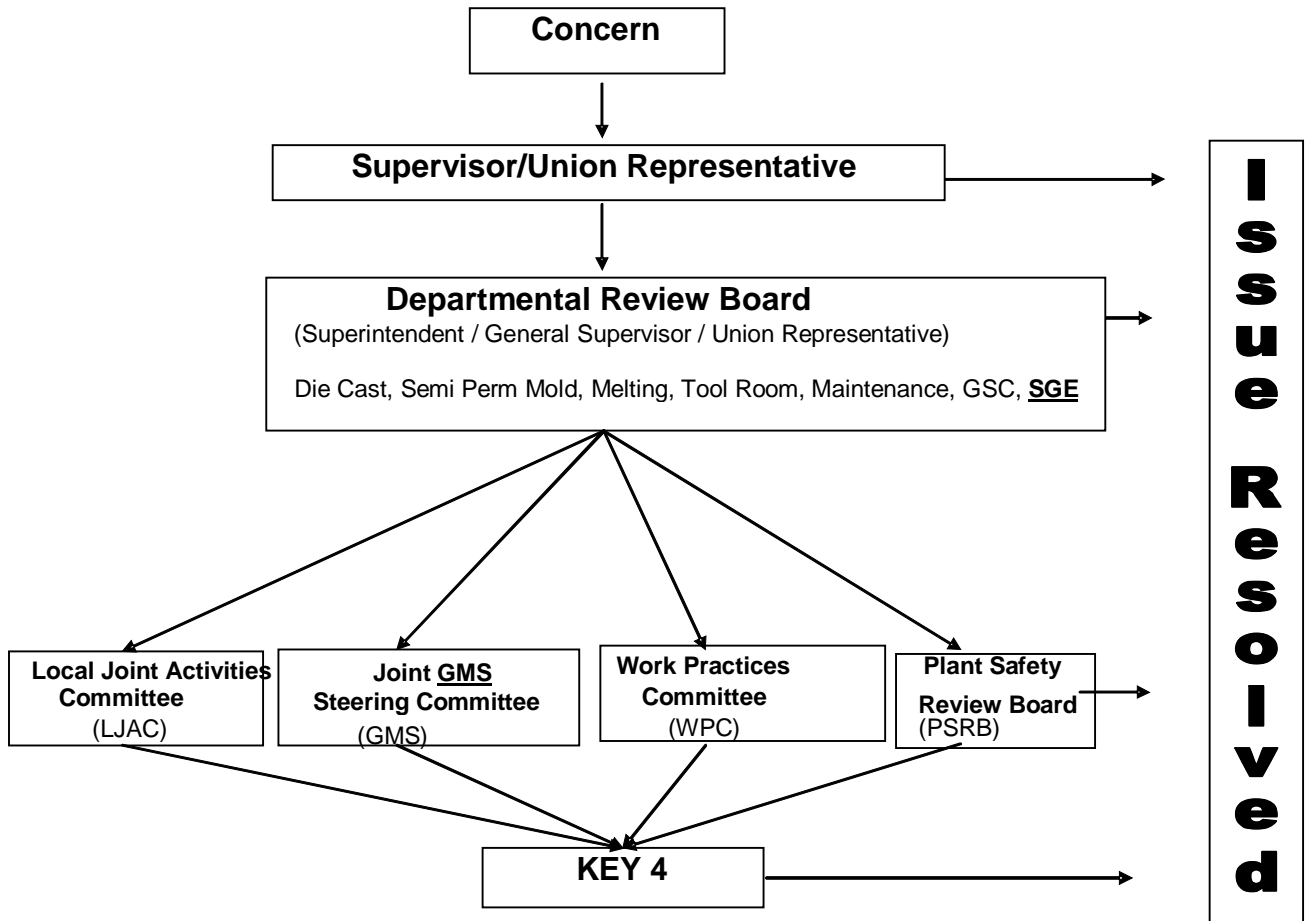 Concern
Supervisor/Union Representative
Departmental Review Board
(Superintendent / General Supervisor / Union Representative)
Die Cast, Semi Perm Mold, Melting, Tool Room, Maintenance, GSC, SGE
Local Joint Activities
Committee
(LJAC)
Joint GMS
Steering Committee
(GMS)
Work Practices
Committee
(WPC)
Plant Safety
Review Board
(PSRB)
KEY 4
Issue Resolved